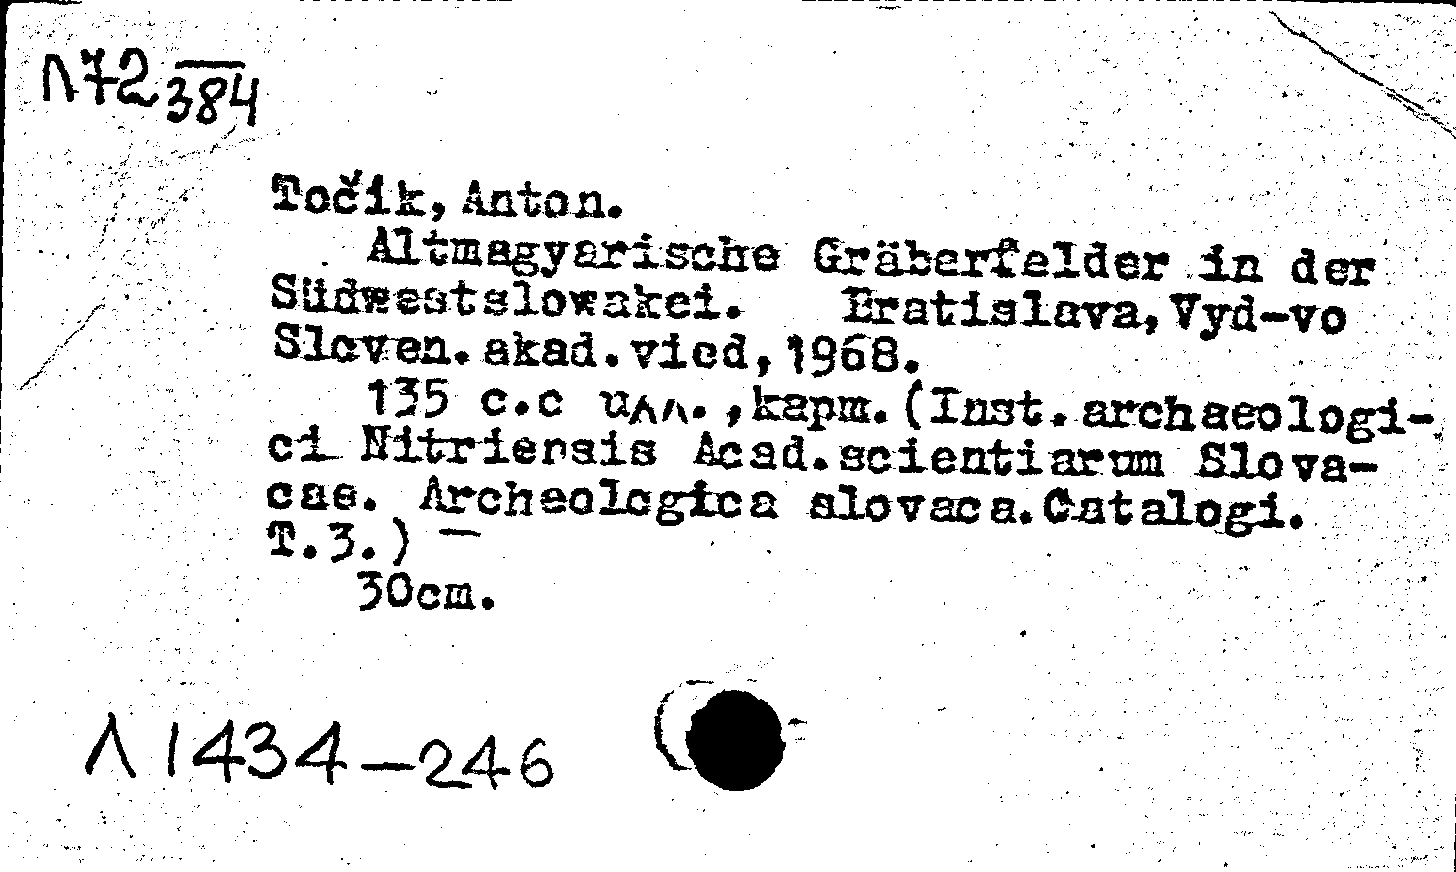 Л72 384
Točik, Anton.
Altmagyarische Gräberfelder in der
Südwestslowakei. Bratislava, Vyd-vo
Sloven. akad. vied, 1968.
135 с.с илл., карт. (Inst. archaeologi-
ci Nitriensis Acad. scientiarum Slova-
cae. Archeologica slovaca. Catalogi.
T.3.) —
30cm.
Л 1434-246